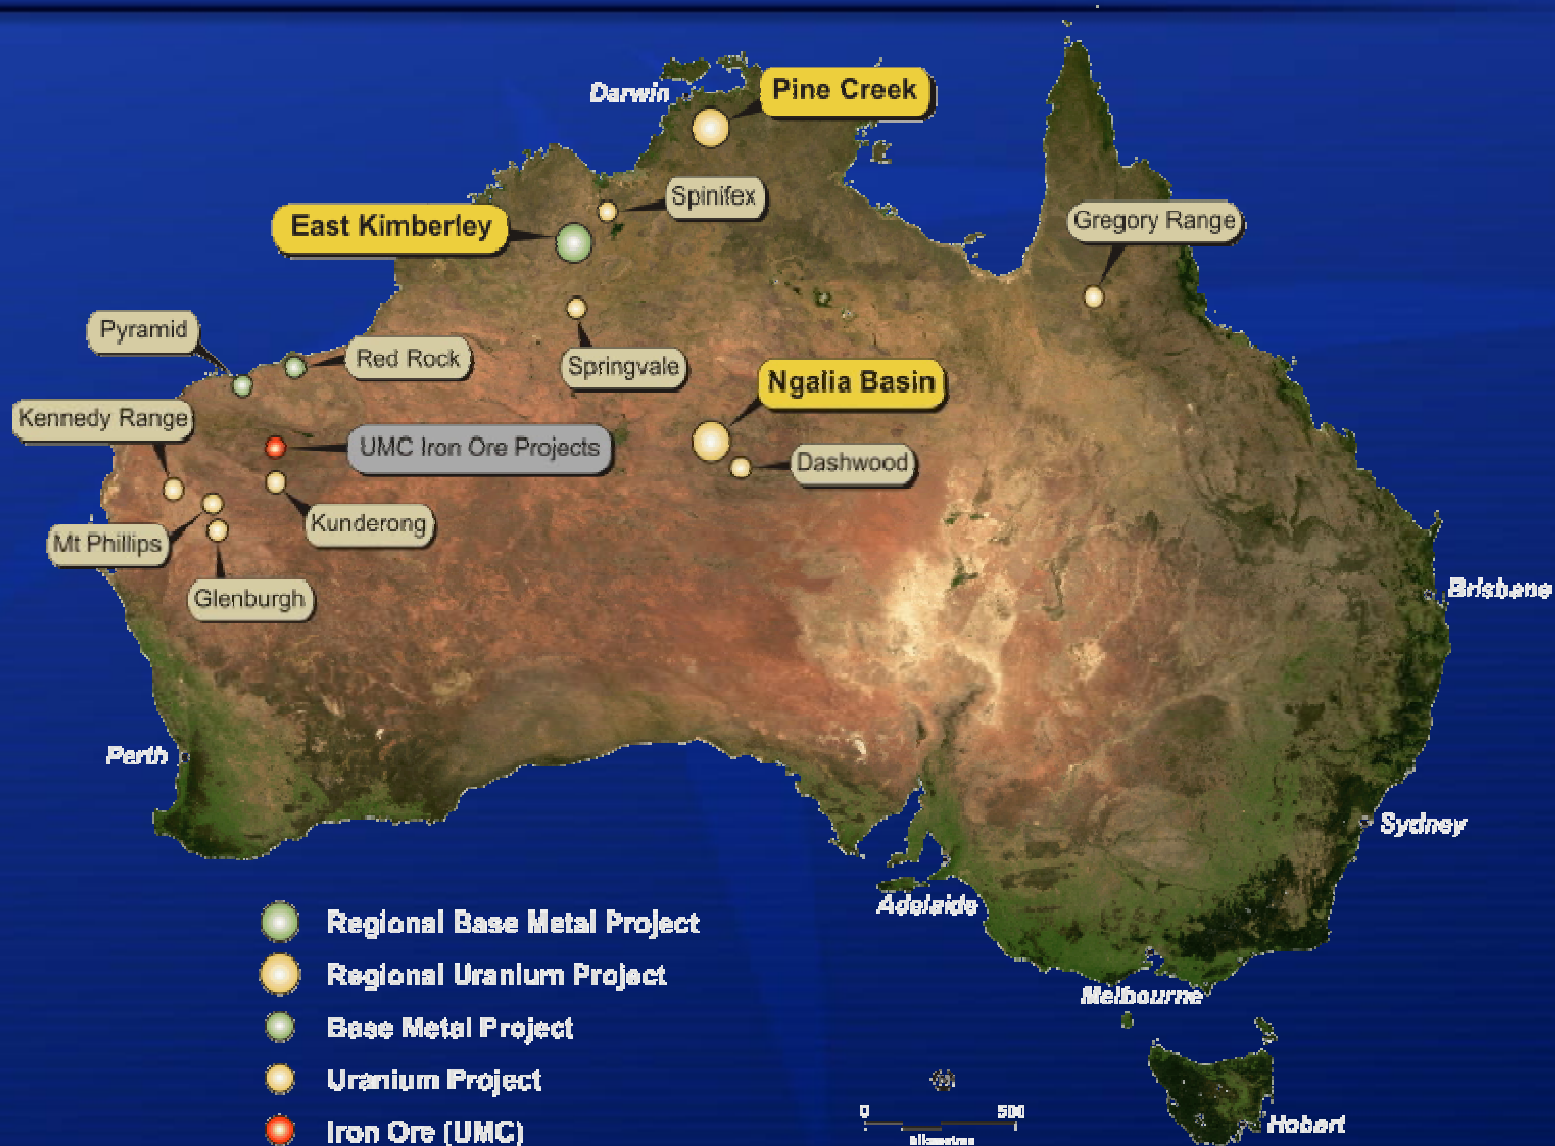 Darwin
Pine Creek
Spinifex
East Kimberley
Gregory Range
Pyramid
Red Rock
Springvale
Ngalia Basin
Kennedy Range
UMC Iron Ore Projects
Dashwood
Kunderong
Mt Phillips
Glenburgh
Brisbane
Perth
Sydney
Adelaide
Melbourne
Hobart
Regional Base Metal Project
Regional Uranium Project
Base Metal Project
Uranium Project
Iron Ore (UMC)
0 500
kilometres